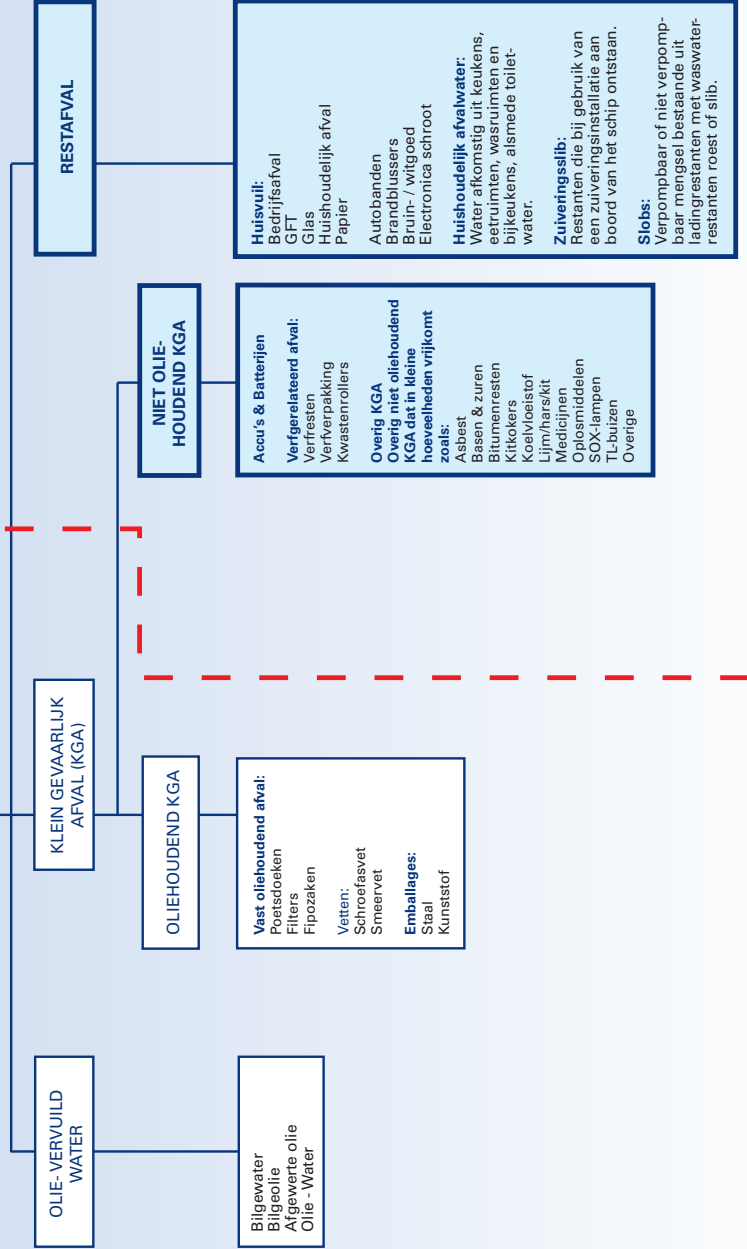 OLIE- VERVUILD
WATER
Bilgewater
Bilgeolie
Afgewerte olie
Olie - Water
KLEIN GEVAARLIJK
AFVAL (KGA)
OLIEHOUDEND KGA
Vast oliehoudend afval:
Poetsdoeken
Filters
Fipozaken
Vetten:
Schroefasvet
Smeervet
Emballages:
Staal
Kunststof
NIET OLIE-
HOUDEND KGA
Accu's & Batterijen
Verfgerelateerd afval:
Verfresten
Verfverpakking
Kwastenrollers
Overig KGA
Overig niet oliehoudend
KGA dat in kleine
hoeveelheden vrijkomt
zoals:
Asbest
Basen & zuren
Bitumenresten
Kitkokers
Koelvloeistof
Lijm/hars/kit
Medicijnen
Oplosmiddelen
SOX-lampen
TL-buizen
Overige
RESTAFVAL
Huisvuil:
Bedrijfsafval
GFT
Glas
Huishoudelijk afval
Papier
Autobanden
Brandblussers
Bruin- / witgoed
Electronica schroot
Huishoudelijk afvalwater:
Water afkomstig uit keukens,
eetruimten, wasruimten en
bijkeukens, alsmede toilet-
water.
Zuiveringsslib:
Restanten die bij gebruik van
een zuiveringsinstallatie aan
boord van het schip ontstaan.
Slobs:
Verpompbaar of niet verpomp-
baar mengsel bestaande uit
ladingrestanten met waswater-
restanten roest of slib.